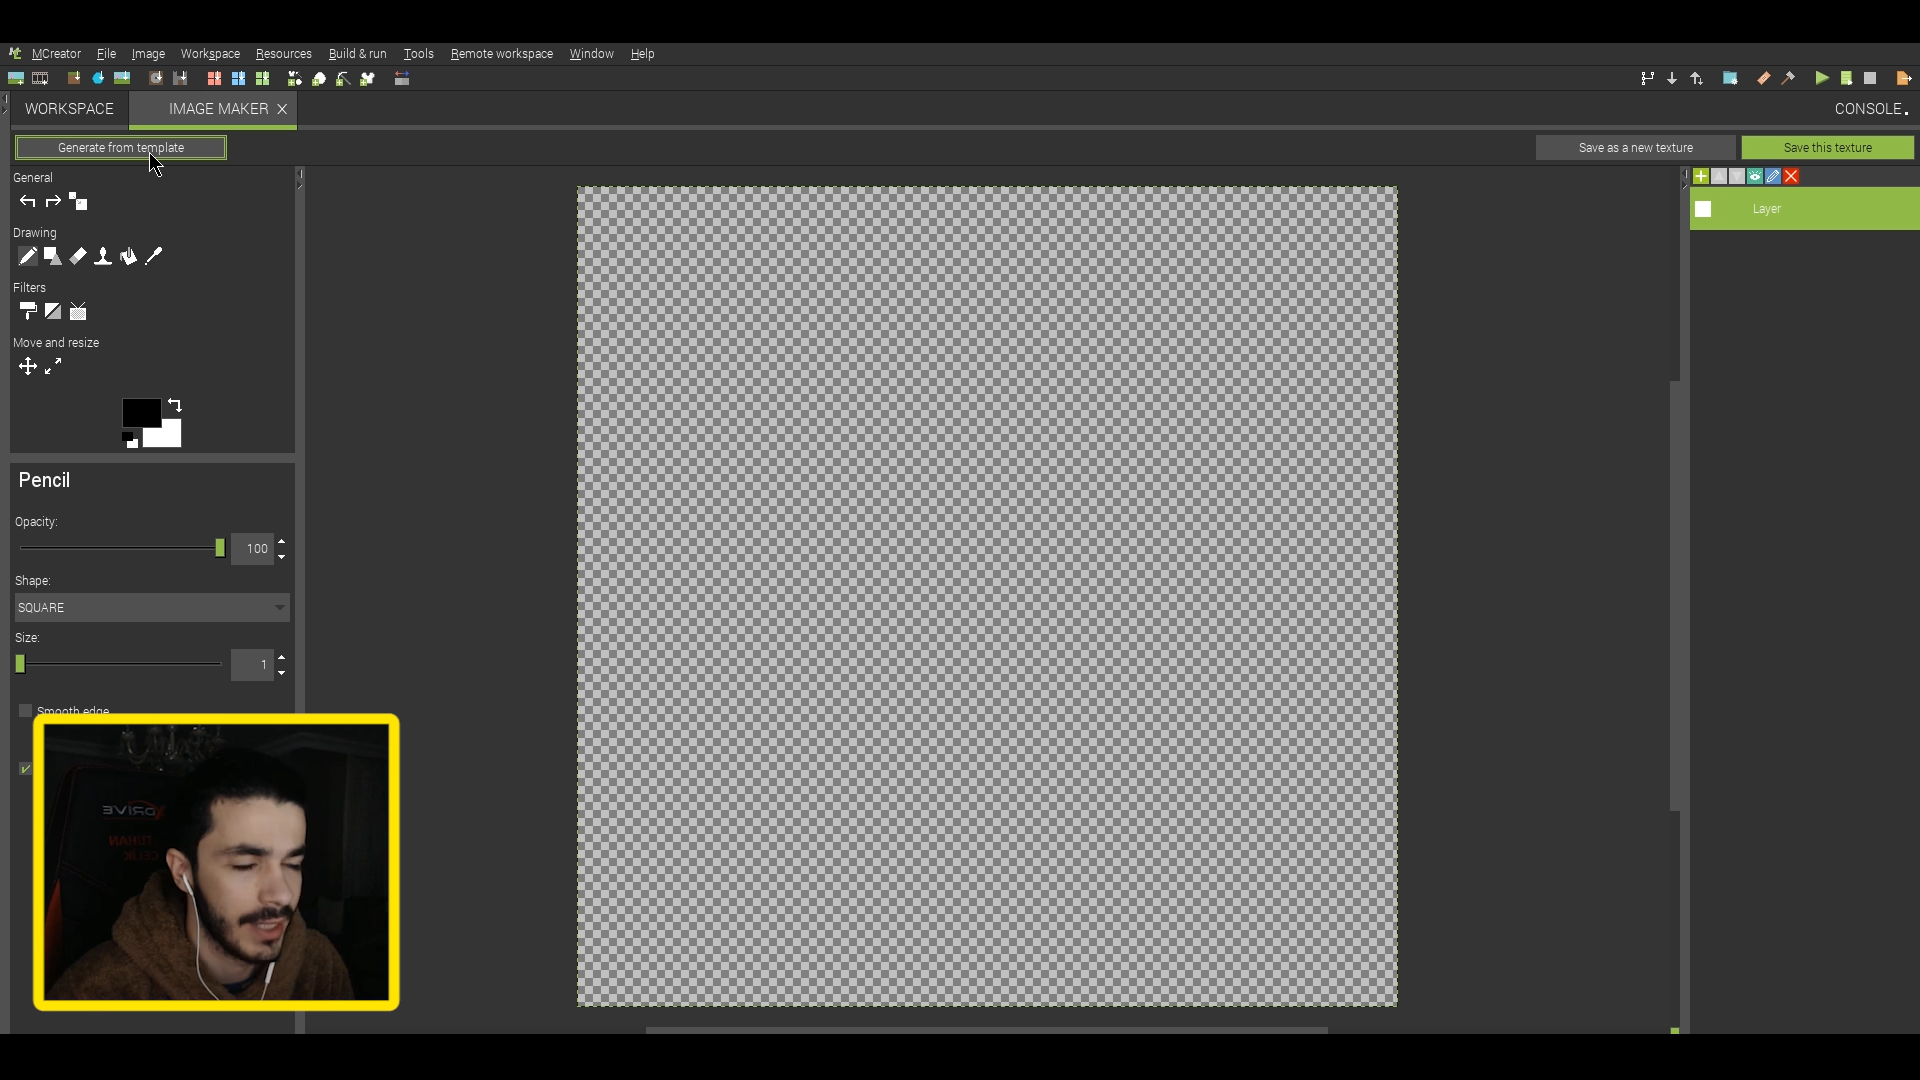 MCreator File Image Workspace Resources Build & run Tools Remote workspace Window Help
WORKSPACE IMAGE MAKER CONSOLE
Generate from template Save as a new texture Save this texture
General
Layer
Drawing
Filters
Move and resize
Pencil
Opacity:
100
Shape:
SQUARE
Size:
1
Smooth edge